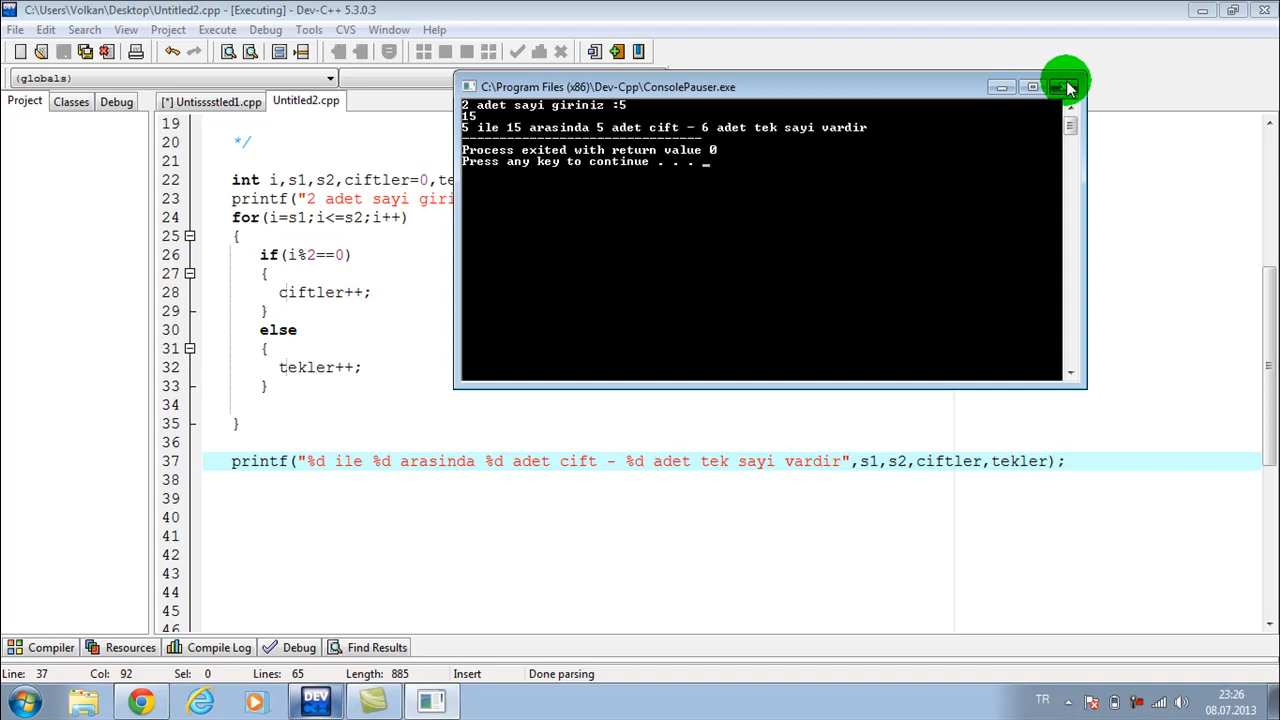 C:\Users\Volkan\Desktop\Untitled2.cpp - [Executing] - Dev-C++ 5.3.0.3
File Edit Search View Project Execute Debug Tools CVS Window Help
(globals)
Project Classes Debug [*] Untisssstled1.cpp Untitled2.cpp
C:\Program Files (x86)\Dev-Cpp\ConsolePauser.exe
2 adet sayi giriniz :5
15
5 ile 15 arasinda 5 adet cift - 6 adet tek sayi vardir
--------------------------------
Process exited with return value 0
Press any key to continue . . . _
19
20 */
21
22 int i,s1,s2,ciftler=0,te
23 printf("2 adet sayi giri
24 for(i=s1;i<=s2;i++)
25 {
26 if(i%2==0)
27 {
28 ciftler++;
29 }
30 else
31 {
32 tekler++;
33 }
34
35 }
36
37 printf("%d ile %d arasinda %d adet cift - %d adet tek sayi vardir",s1,s2,ciftler,tekler);
38
39
40
41
42
43
44
45
46
Compiler Resources Compile Log Debug Find Results
Line: 37 Col: 92 Sel: 0 Lines: 65 Length: 885 Insert Done parsing
DEV
TR
23:26
08.07.2013